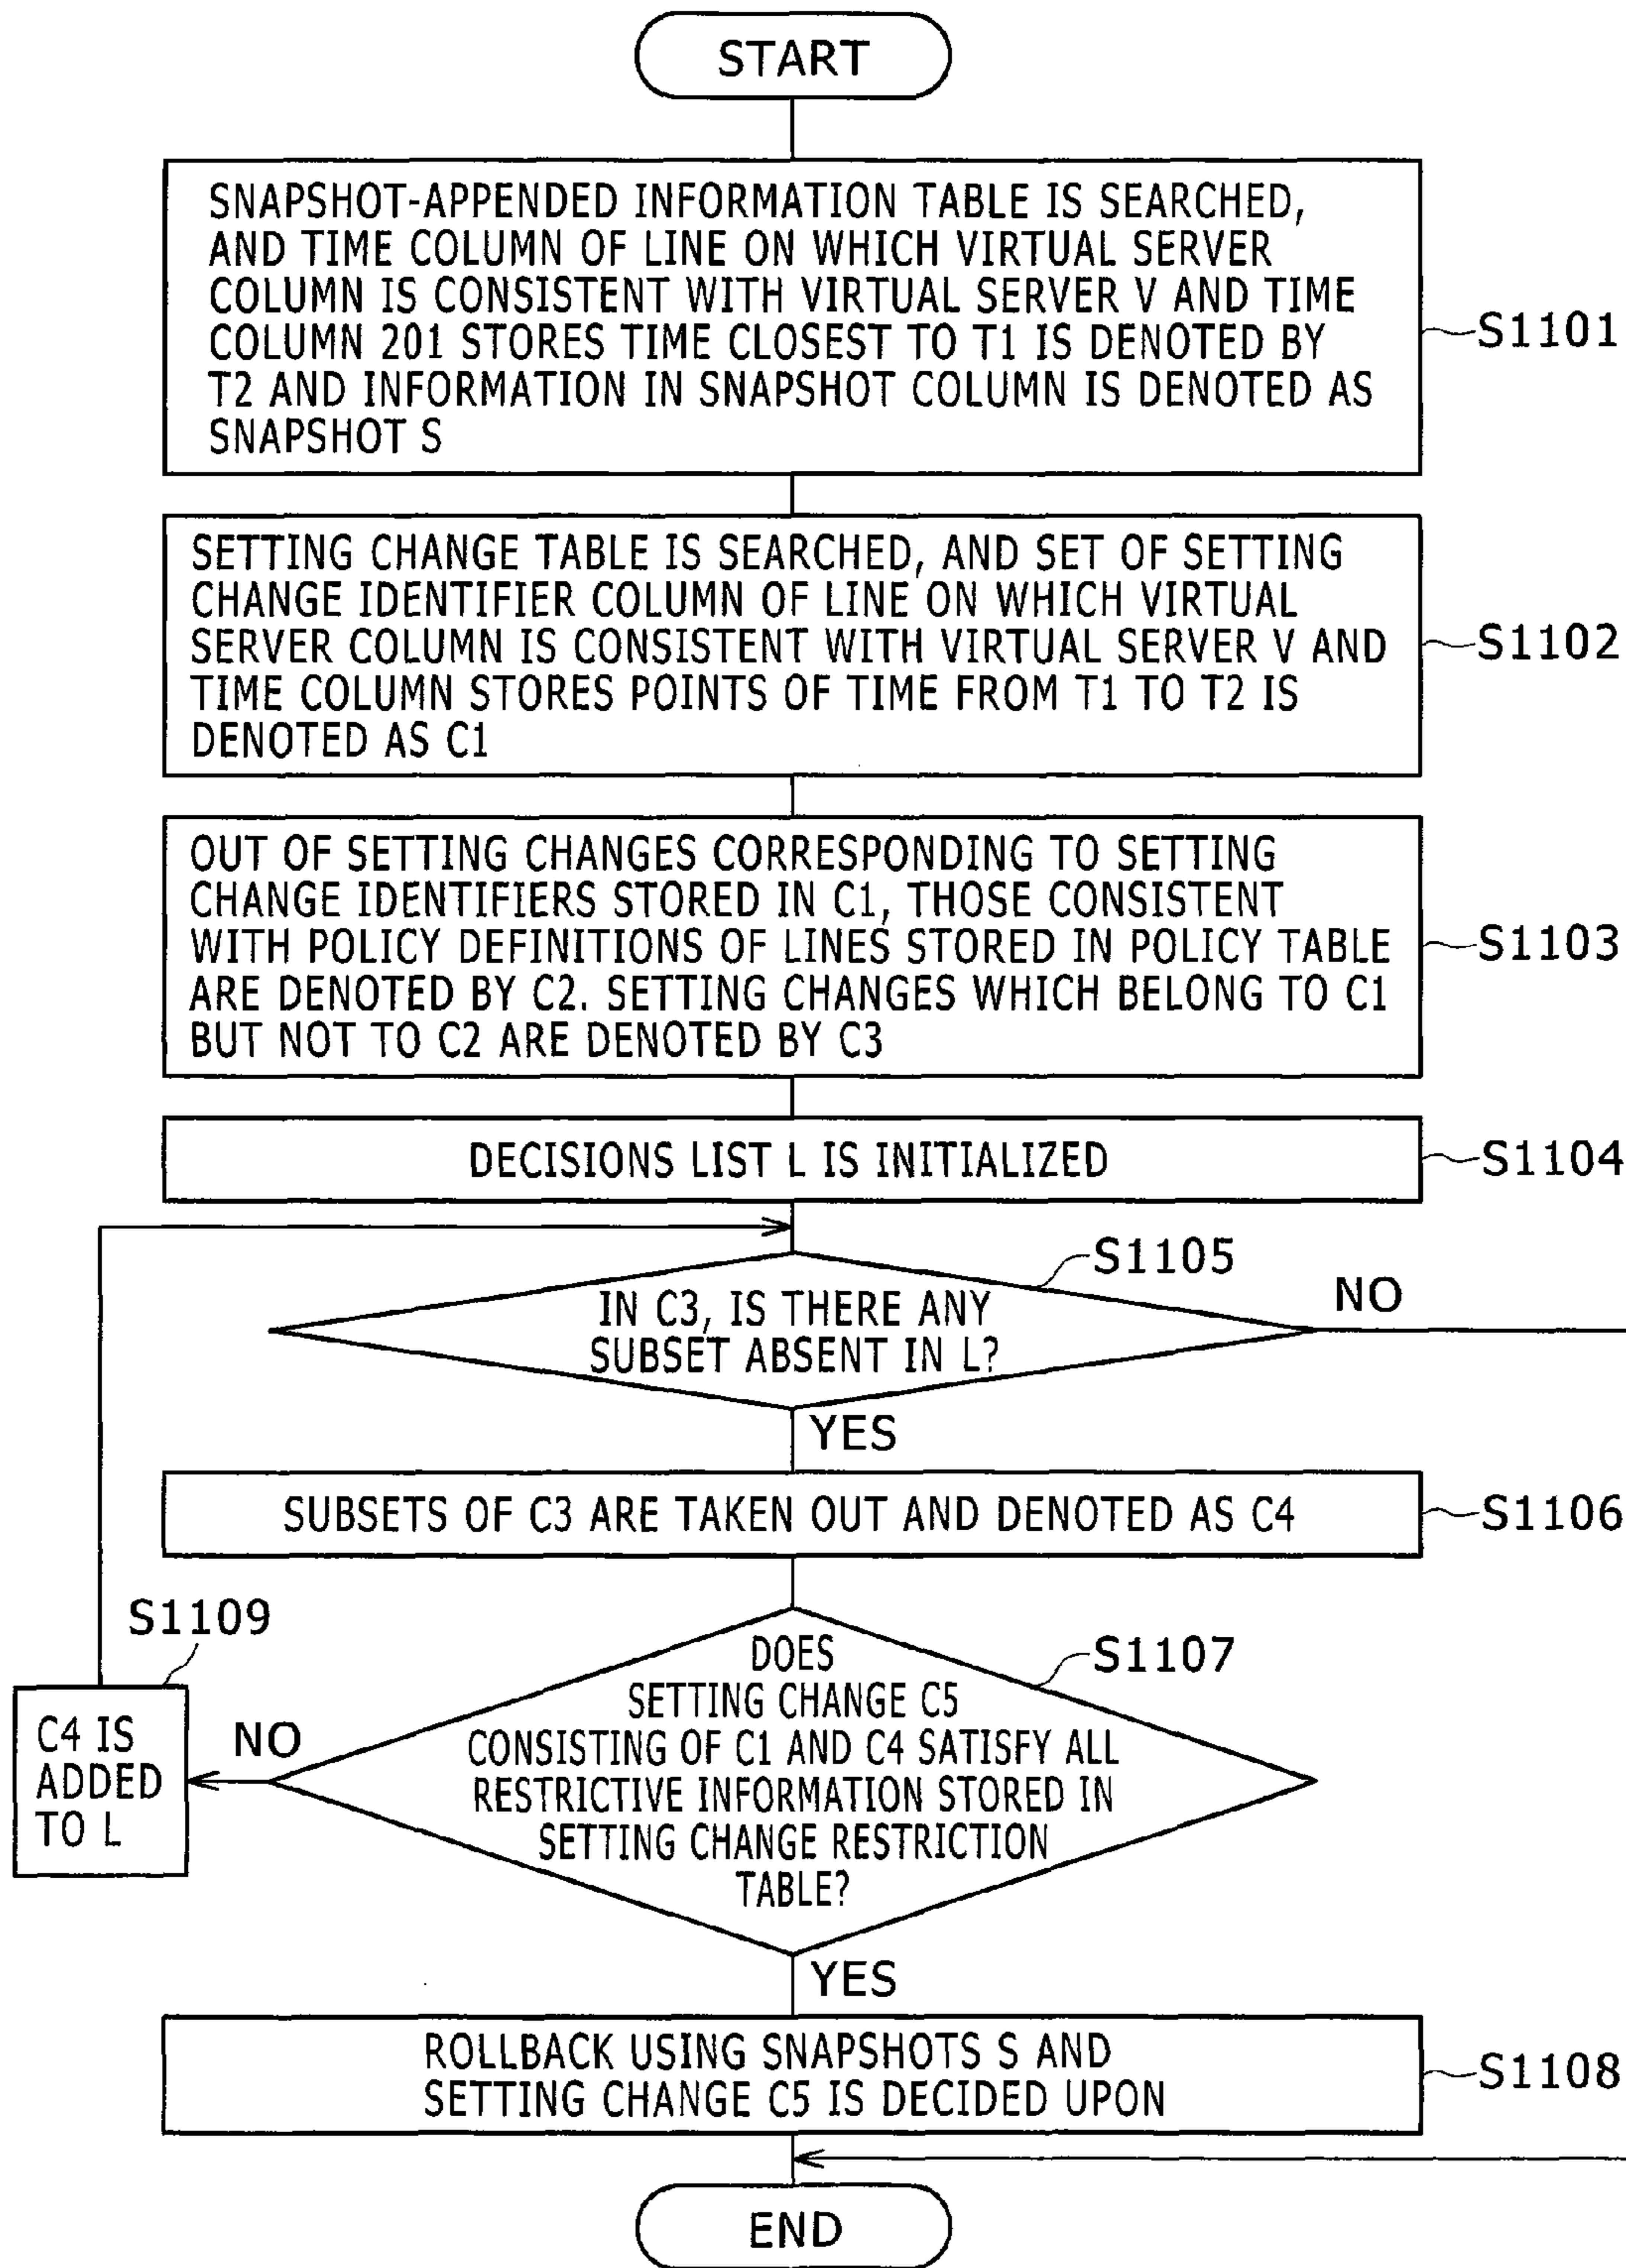 START
SNAPSHOT-APPENDED INFORMATION TABLE IS SEARCHED,
AND TIME COLUMN OF LINE ON WHICH VIRTUAL SERVER
COLUMN IS CONSISTENT WITH VIRTUAL SERVER V AND TIME
COLUMN 201 STORES TIME CLOSEST TO T1 IS DENOTED BY
T2 AND INFORMATION IN SNAPSHOT COLUMN IS DENOTED AS
SNAPSHOT S
S1101
SETTING CHANGE TABLE IS SEARCHED, AND SET OF SETTING
CHANGE IDENTIFIER COLUMN OF LINE ON WHICH VIRTUAL
SERVER COLUMN IS CONSISTENT WITH VIRTUAL SERVER V AND
TIME COLUMN STORES POINTS OF TIME FROM T1 TO T2 IS
DENOTED AS C1
S1102
OUT OF SETTING CHANGES CORRESPONDING TO SETTING
CHANGE IDENTIFIERS STORED IN C1, THOSE CONSISTENT
WITH POLICY DEFINITIONS OF LINES STORED IN POLICY TABLE
ARE DENOTED BY C2. SETTING CHANGES WHICH BELONG TO C1
BUT NOT TO C2 ARE DENOTED BY C3
S1103
DECISIONS LIST L IS INITIALIZED
S1104
S1105
IN C3, IS THERE ANY
SUBSET ABSENT IN L?
NO
YES
SUBSETS OF C3 ARE TAKEN OUT AND DENOTED AS C4
S1106
S1109
C4 IS
ADDED
TO L
NO
S1107
DOES
SETTING CHANGE C5
CONSISTING OF C1 AND C4 SATISFY ALL
RESTRICTIVE INFORMATION STORED IN
SETTING CHANGE RESTRICTION
TABLE?
YES
ROLLBACK USING SNAPSHOTS S AND
SETTING CHANGE C5 IS DECIDED UPON
S1108
END